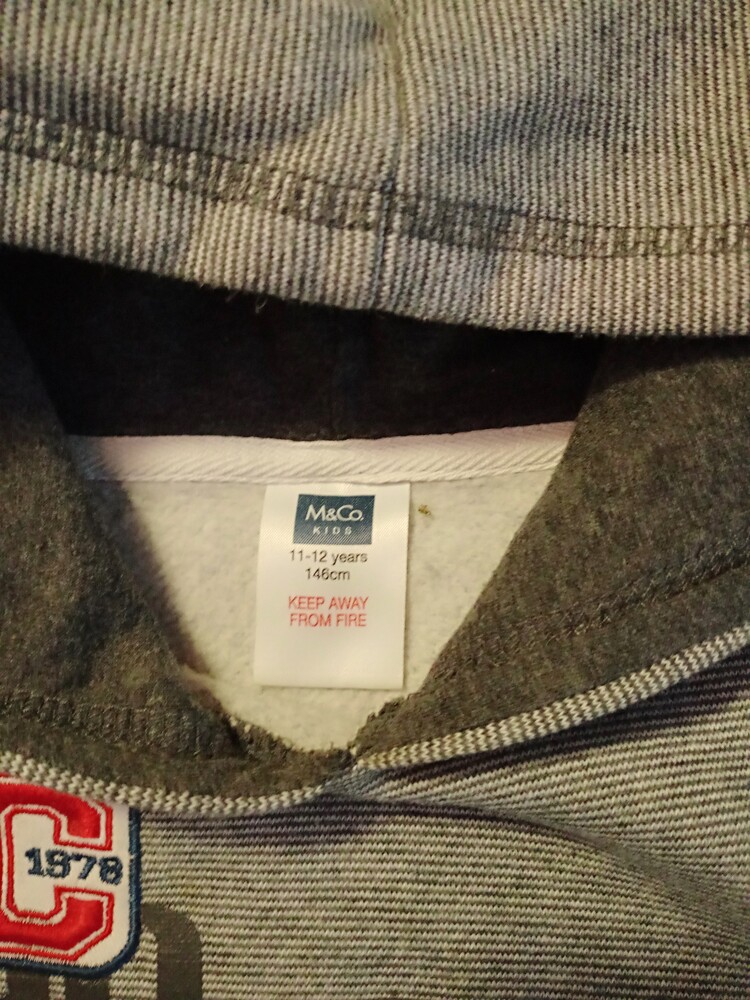 M&Co.
KIDS
11-12 years
146cm
KEEP AWAY
FROM FIRE
C
1978